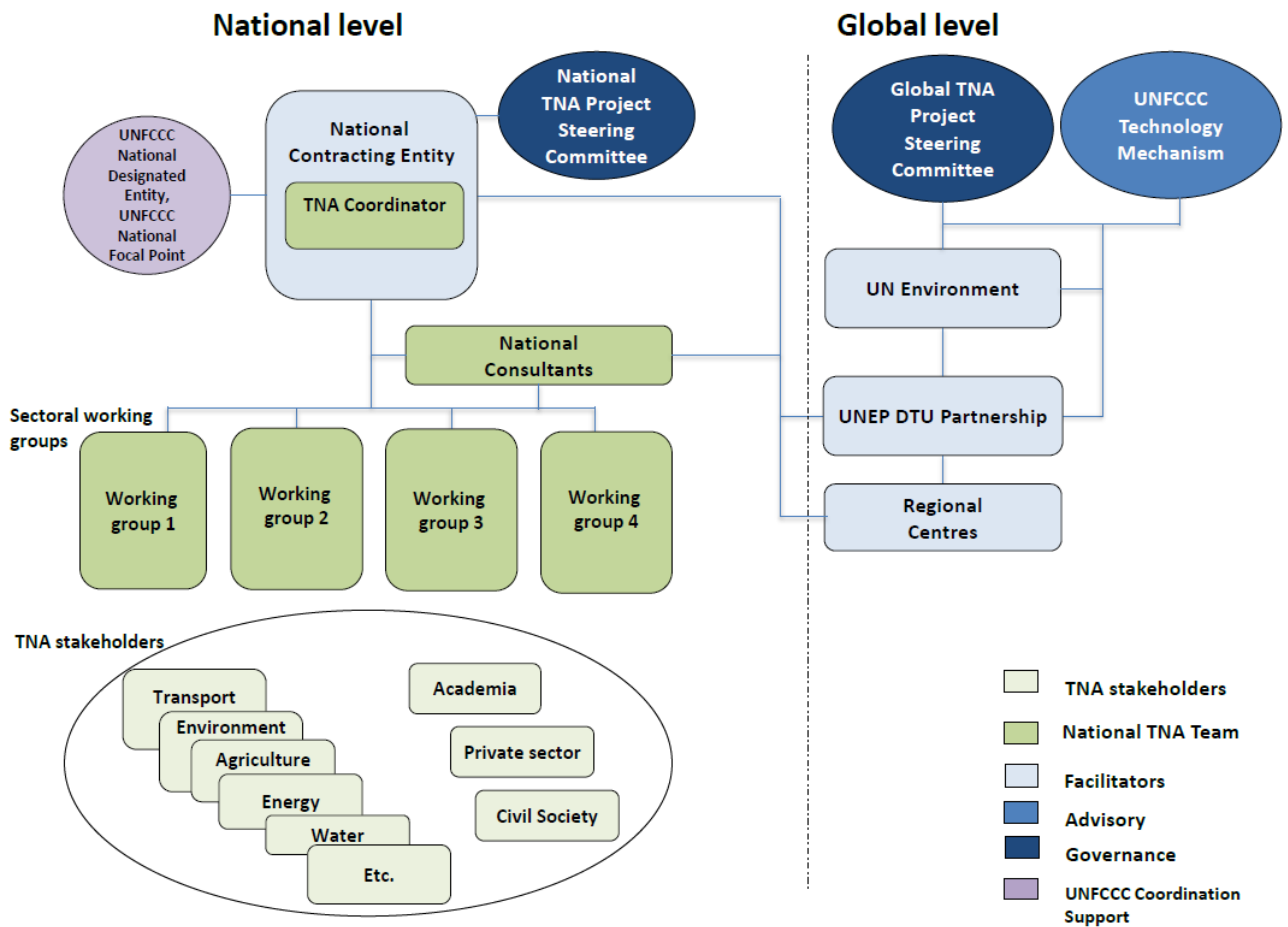 National level
Global level
National
TNA Project
Steering
Committee
Global TNA
Project
Steering
Committee
UNFCCC
Technology
Mechanism
UNFCCC
National
Designated
Entity,
UNFCCC
National
Focal Point
National
Contracting Entity
TNA Coordinator
UN Environment
National
Consultants
UNEP DTU Partnership
Sectoral working
groups
Working
group 1
Working
group 2
Working
group 3
Working
group 4
Regional
Centres
TNA stakeholders
Transport
Environment
Agriculture
Energy
Water
Etc.
Academia
Private sector
Civil Society
TNA stakeholders
National TNA Team
Facilitators
Advisory
Governance
UNFCCC Coordination
Support